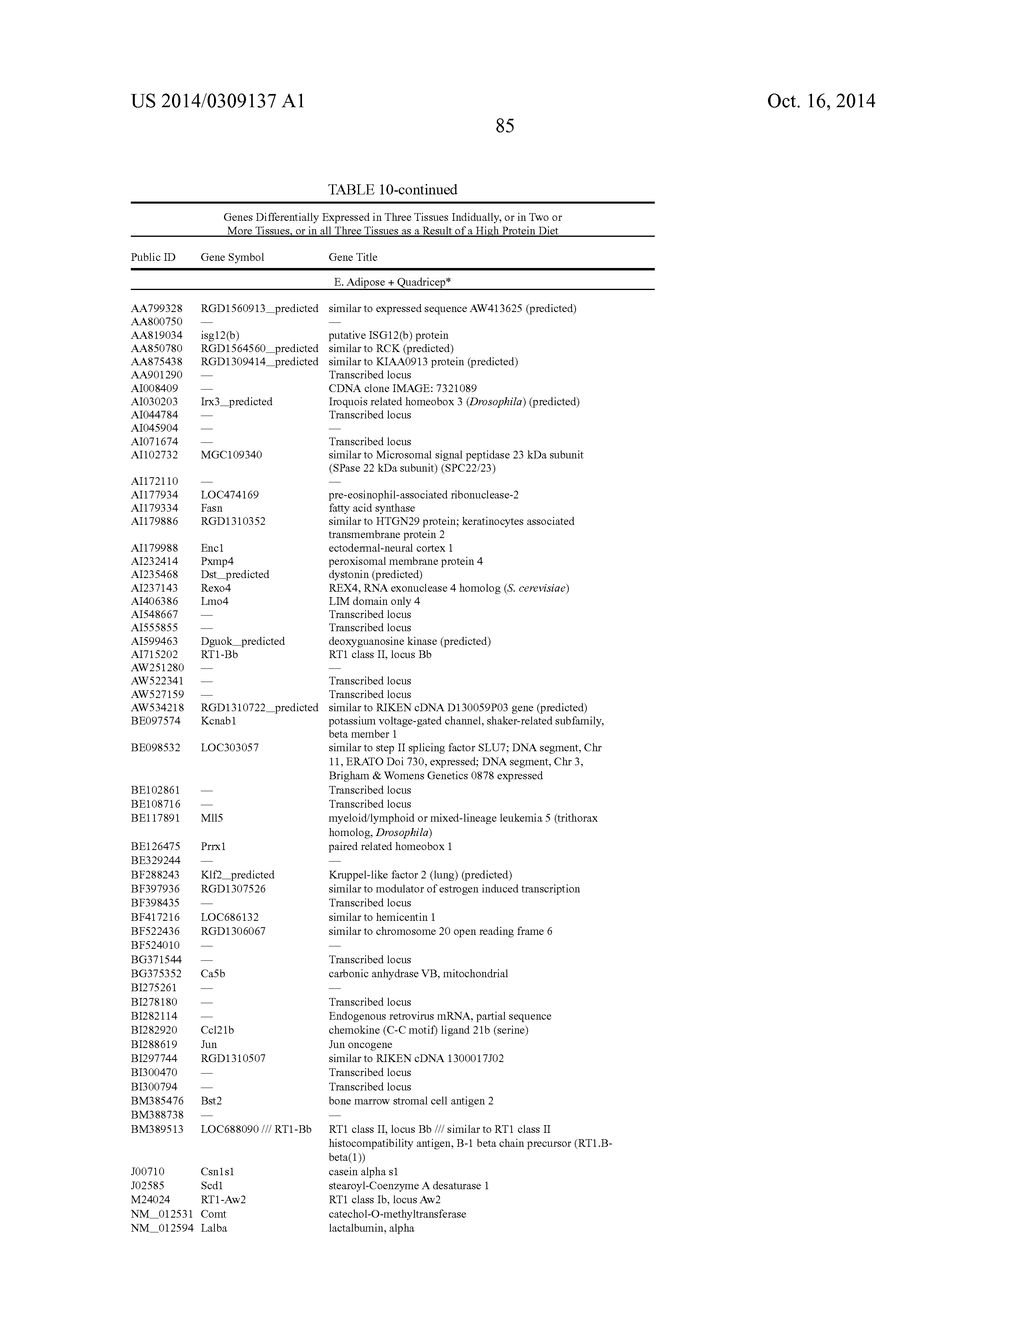 US 2014/0309137 A1
Oct. 16, 2014
85
TABLE 10-continued
Genes Differentially Expressed in Three Tissues Indidually, or in Two or
More Tissues, or in all Three Tissues as a Result of a High Protein Diet
Public ID Gene Symbol Gene Title
E. Adipose + Quadricep*
AA799328 RGD1560913_predicted similar to expressed sequence AW413625 (predicted)
AA800750 — —
AA819034 isg12(b) putative ISG12(b) protein
AA850780 RGD1564560_predicted similar to RCK (predicted)
AA875438 RGD1309414_predicted similar to KIAA0913 protein (predicted)
AA901290 — Transcribed locus
AI008409 — CDNA clone IMAGE: 7321089
AI030203 Irx3_predicted Iroquois related homeobox 3 (Drosophila) (predicted)
AI044784 — Transcribed locus
AI045904 — —
AI071674 — Transcribed locus
AI102732 MGC109340 similar to Microsomal signal peptidase 23 kDa subunit
(SPase 22 kDa subunit) (SPC22/23)
AI172110 — —
AI177934 LOC474169 pre-eosinophil-associated ribonuclease-2
AI179334 Fasn fatty acid synthase
AI179886 RGD1310352 similar to HTGN29 protein; keratinocytes associated
transmembrane protein 2
AI179988 Enc1 ectodermal-neural cortex 1
AI232414 Pxmp4 peroxisomal membrane protein 4
AI235468 Dst_predicted dystonin (predicted)
AI237143 Rexo4 REX4, RNA exonuclease 4 homolog (S. cerevisiae)
AI406386 Lmo4 LIM domain only 4
AI548667 — Transcribed locus
AI555855 — Transcribed locus
AI599463 Dguok_predicted deoxyguanosine kinase (predicted)
AI715202 RT1-Bb RT1 class II, locus Bb
AW251280 — —
AW522341 — Transcribed locus
AW527159 — Transcribed locus
AW534218 RGD1310722_predicted similar to RIKEN cDNA D130059P03 gene (predicted)
BE097574 Kcnab1 potassium voltage-gated channel, shaker-related subfamily,
beta member 1
BE098532 LOC303057 similar to step II splicing factor SLU7; DNA segment, Chr
11, ERATO Doi 730, expressed; DNA segment, Chr 3,
Brigham & Womens Genetics 0878 expressed
BE102861 — Transcribed locus
BE108716 — Transcribed locus
BE117891 Mll5 myeloid/lymphoid or mixed-lineage leukemia 5 (trithorax
homolog, Drosophila)
BE126475 Prrx1 paired related homeobox 1
BE329244 — —
BF288243 Klf2_predicted Kruppel-like factor 2 (lung) (predicted)
BF397936 RGD1307526 similar to modulator of estrogen induced transcription
BF398435 — Transcribed locus
BF417216 LOC686132 similar to hemicentin 1
BF522436 RGD1306067 similar to chromosome 20 open reading frame 6
BF524010 — —
BG371544 — Transcribed locus
BG375352 Ca5b carbonic anhydrase VB, mitochondrial
BI275261 — —
BI278180 — Transcribed locus
BI282114 — Endogenous retrovirus mRNA, partial sequence
BI282920 Ccl21b chemokine (C-C motif) ligand 21b (serine)
BI288619 Jun Jun oncogene
BI297744 RGD1310507 similar to RIKEN cDNA 1300017J02
BI300470 — Transcribed locus
BI300794 — Transcribed locus
BM385476 Bst2 bone marrow stromal cell antigen 2
BM388738 — —
BM389513 LOC688090 /// RT1-Bb RT1 class II, locus Bb /// similar to RT1 class II
histocompatibility antigen, B-1 beta chain precursor (RT1.B-
beta(1))
J00710 Csn1s1 casein alpha s1
J02585 Scd1 stearoyl-Coenzyme A desaturase 1
M24024 RT1-Aw2 RT1 class Ib, locus Aw2
NM_012531 Comt catechol-O-methyltransferase
NM_012594 Lalba lactalbumin, alpha